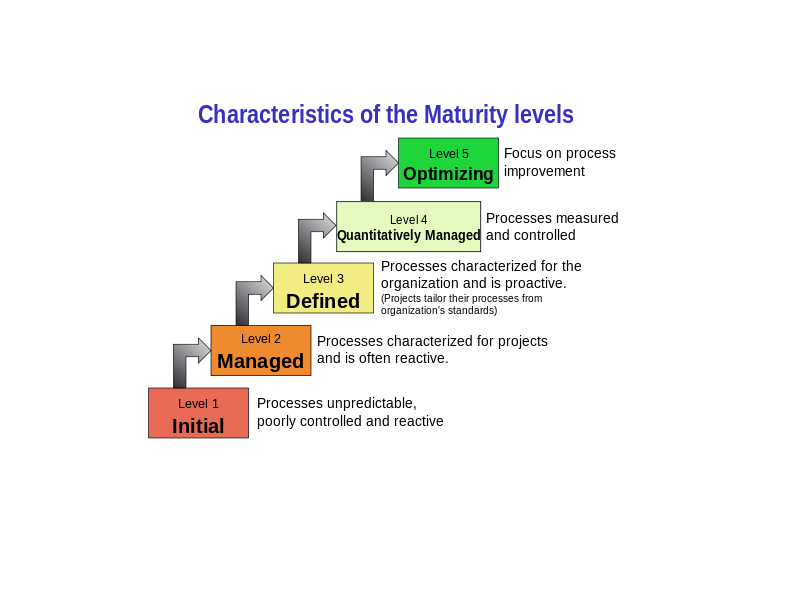 Characteristics of the Maturity levels
Level 5
Optimizing
Focus on process
improvement
Level 4
Quantitatively Managed
Processes measured
and controlled
Level 3
Defined
Processes characterized for the
organization and is proactive.
(Projects tailor their processes from
organization's standards)
Level 2
Managed
Processes characterized for projects
and is often reactive.
Level 1
Initial
Processes unpredictable,
poorly controlled and reactive